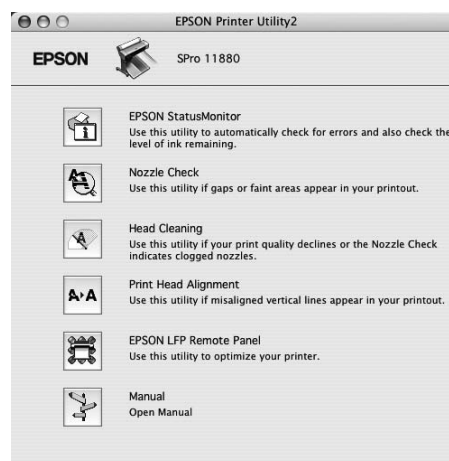 EPSON Printer Utility2
EPSON
SPro 11880
EPSON StatusMonitor
Use this utility to automatically check for errors and also check the
level of ink remaining.
Nozzle Check
Use this utility if gaps or faint areas appear in your printout.
Head Cleaning
Use this utility if your print quality declines or the Nozzle Check
indicates clogged nozzles.
Print Head Alignment
Use this utility if misaligned vertical lines appear in your printout.
EPSON LFP Remote Panel
Use this utility to optimize your printer.
Manual
Open Manual